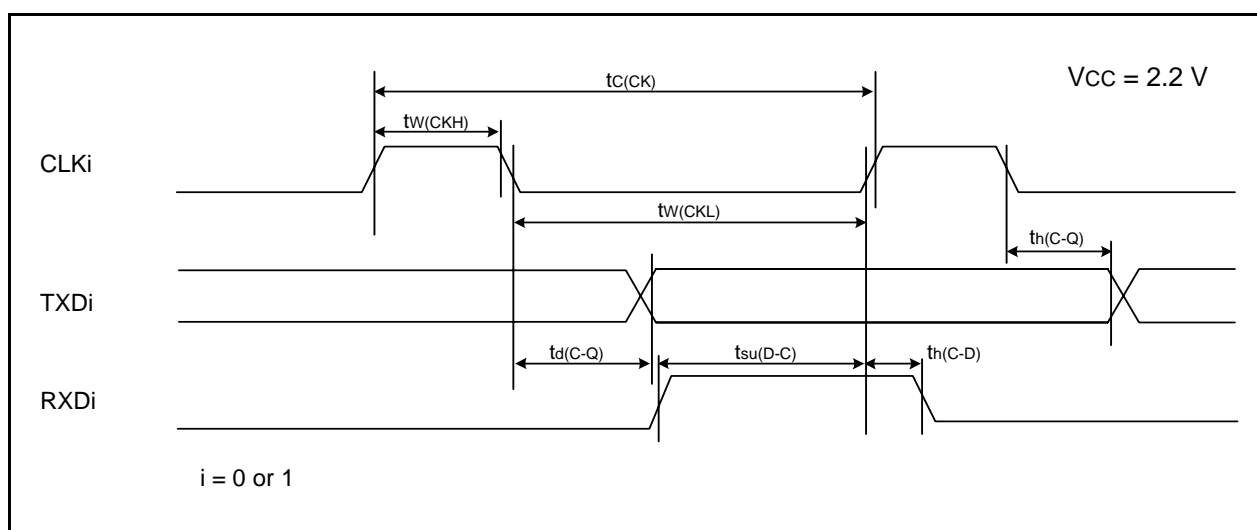 tC(CK)
VCC = 2.2 V
tW(CKH)
CLKi
tW(CKL)
th(C-Q)
TXDi
td(C-Q)
tsu(D-C)
th(C-D)
RXDi
i = 0 or 1